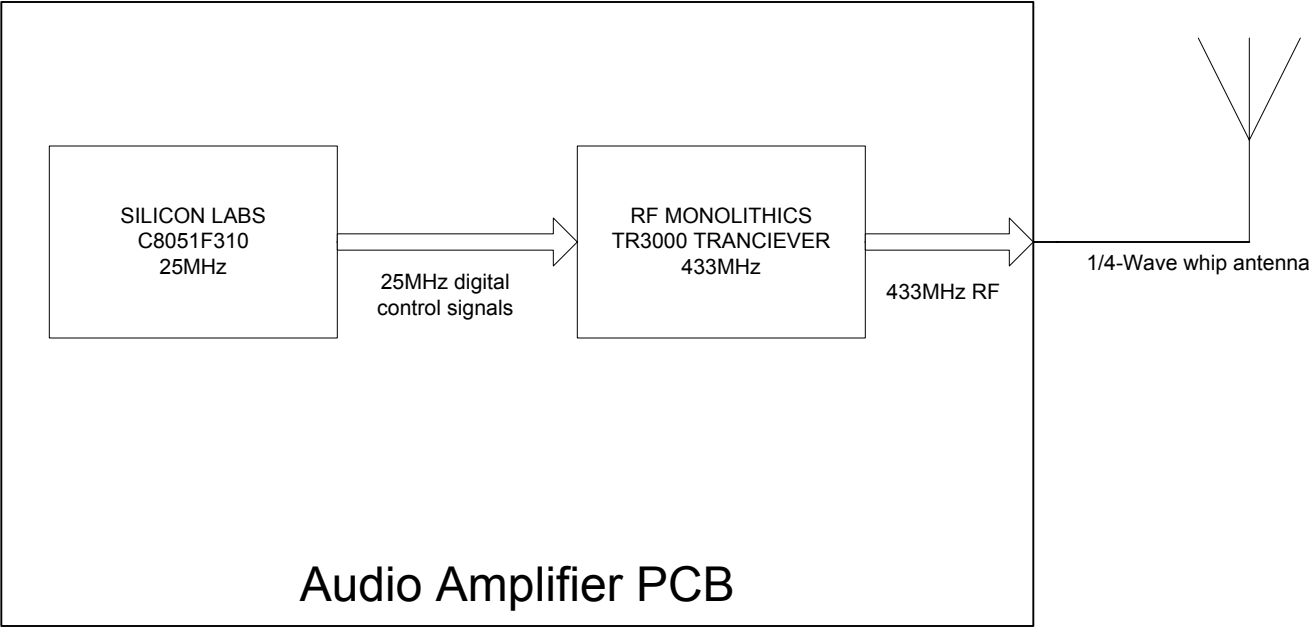 SILICON LABS
C8051F310
25MHz
25MHz digital
control signals
RF MONOLITHICS
TR3000 TRANCIEVER
433MHz
433MHz RF
1/4-Wave whip antenna
Audio Amplifier PCB